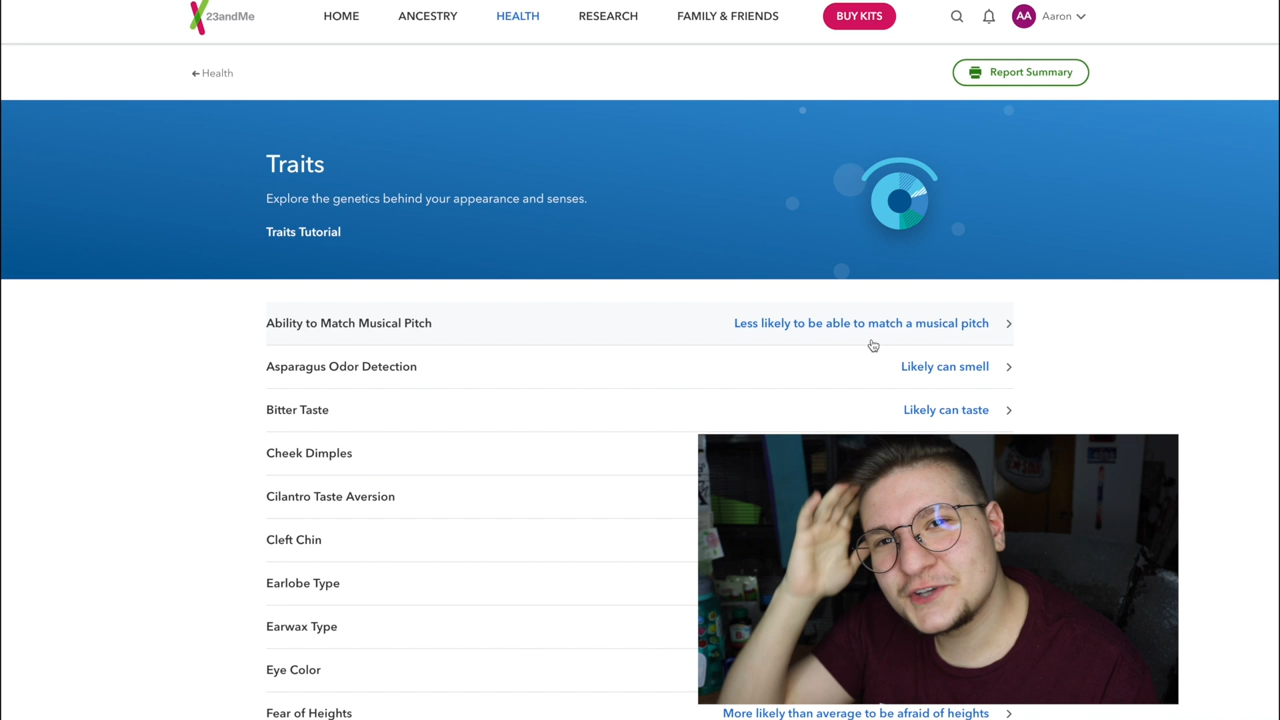 23andMe
HOME ANCESTRY HEALTH RESEARCH FAMILY & FRIENDS BUY KITS AA Aaron
Health
Report Summary
Traits
Explore the genetics behind your appearance and senses.
Traits Tutorial
Ability to Match Musical Pitch Less likely to be able to match a musical pitch
Asparagus Odor Detection Likely can smell
Bitter Taste Likely can taste
Cheek Dimples
Cilantro Taste Aversion
Cleft Chin
Earlobe Type
Earwax Type
Eye Color
Fear of Heights More likely than average to be afraid of heights